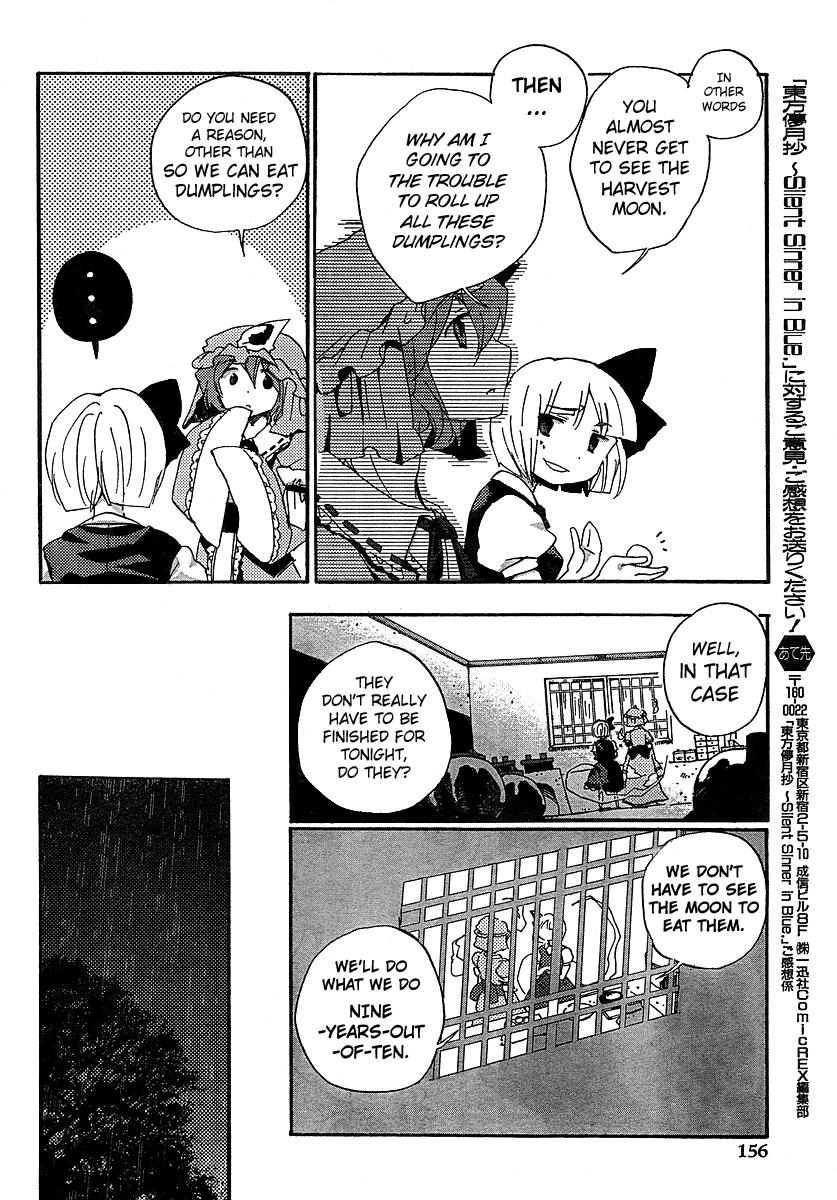 IN
OTHER
WORDS
YOU
ALMOST
NEVER GET
TO SEE THE
HARVEST
MOON.
THEN
...
WHY AM I
GOING TO
THE TROUBLE
TO ROLL UP
ALL THESE
DUMPLINGS?
DO YOU NEED
A REASON,
OTHER THAN
SO WE CAN EAT
DUMPLINGS?
...
WELL,
IN THAT
CASE
THEY
DON'T REALLY
HAVE TO BE
FINISHED FOR
TONIGHT,
DO THEY?
WE DON'T
HAVE TO SEE
THE MOON TO
EAT THEM.
WE'LL DO
WHAT WE DO
NINE
-YEARS-OUT
-OF-TEN.
156
「東方儚月抄 ～Silent Sinner in Blue.」に対するご意見・ご感想をお送りください！
あて先
〒160-0022 東京都新宿区新宿2-5-10 成信ビル8F ㈱一迅社ComicREX編集部
「東方儚月抄 ～Silent Sinner in Blue.」ご感想係